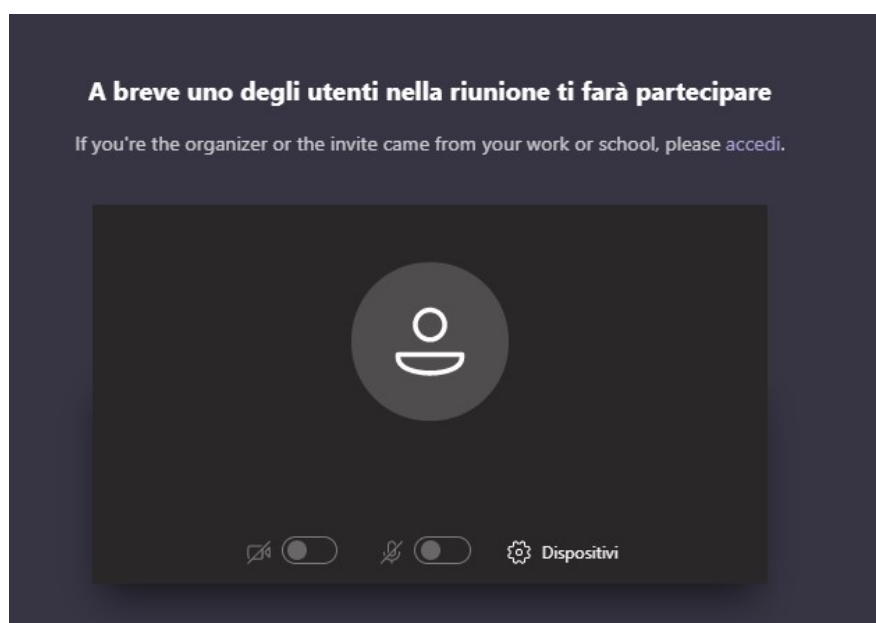 A breve uno degli utenti nella riunione ti farà partecipare
If you're the organizer or the invite came from your work or school, please accedi.
Dispositivi